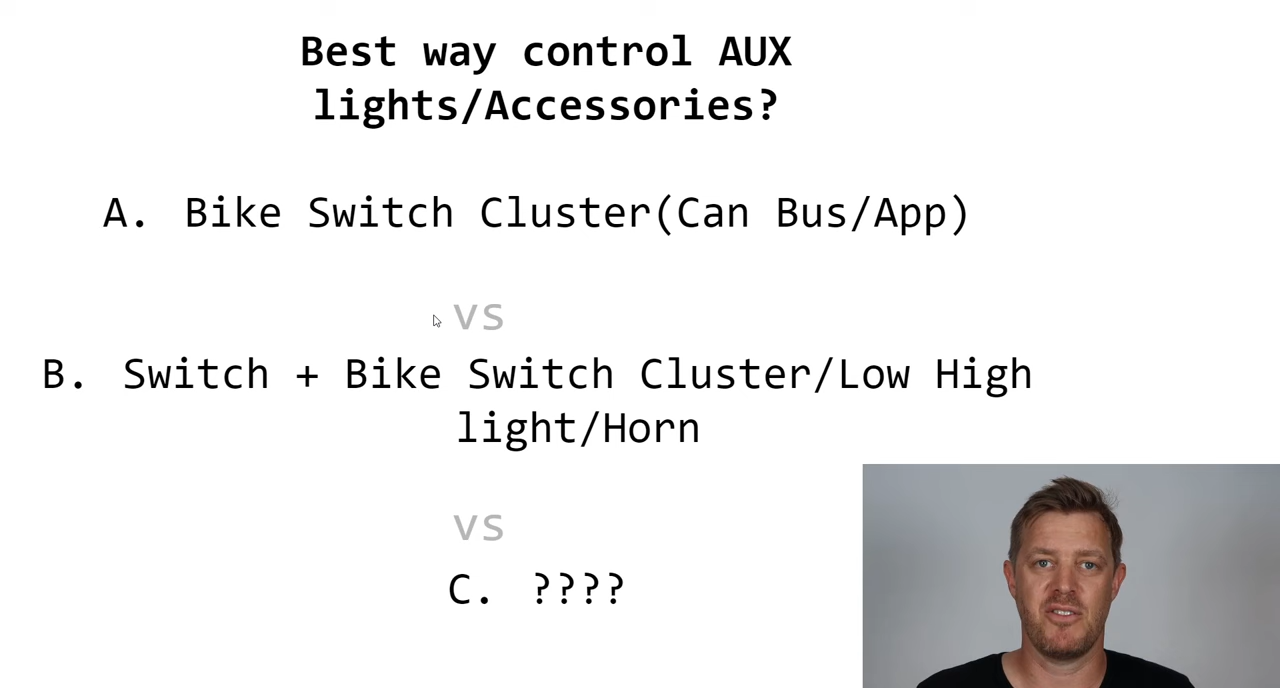 Best way control AUX
lights/Accessories?
A. Bike Switch Cluster(Can Bus/App)
vs
B. Switch + Bike Switch Cluster/Low High
light/Horn
vs
C. ????